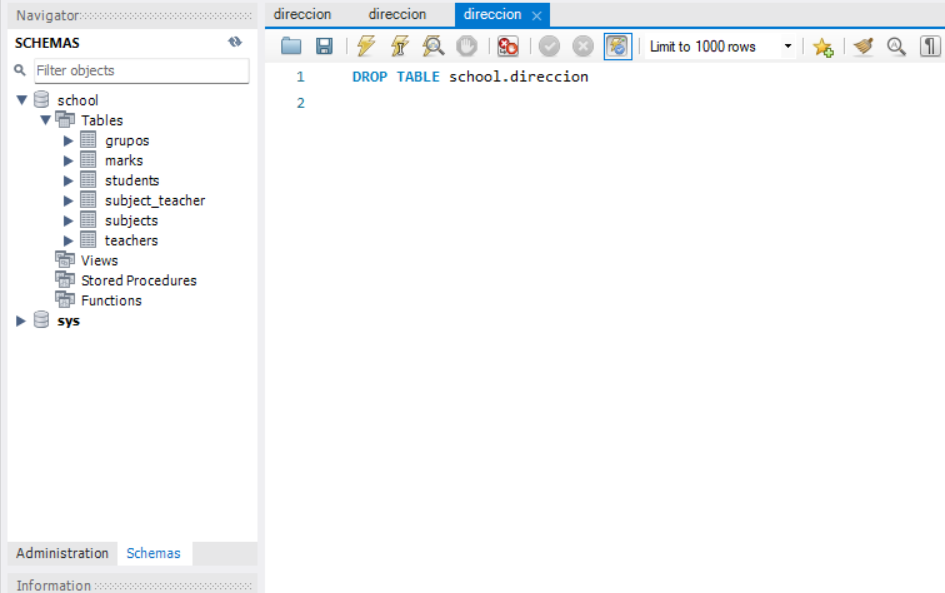 Navigator
SCHEMAS
Filter objects
school
Tables
grupos
marks
students
subject_teacher
subjects
teachers
Views
Stored Procedures
Functions
sys
Administration Schemas
Information
direccion direccion direccion
Limit to 1000 rows
1 DROP TABLE school.direccion
2